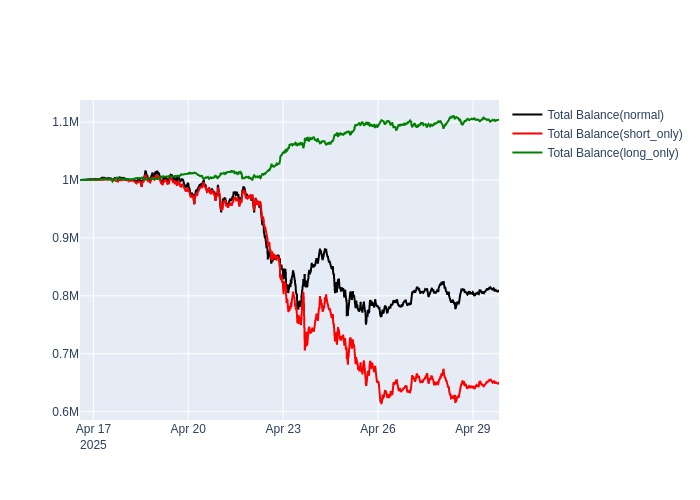 1.1M
1M
0.9M
0.8M
0.7M
0.6M
Apr 17
2025
Apr 20
Apr 23
Apr 26
Apr 29
Total Balance(normal)
Total Balance(short_only)
Total Balance(long_only)